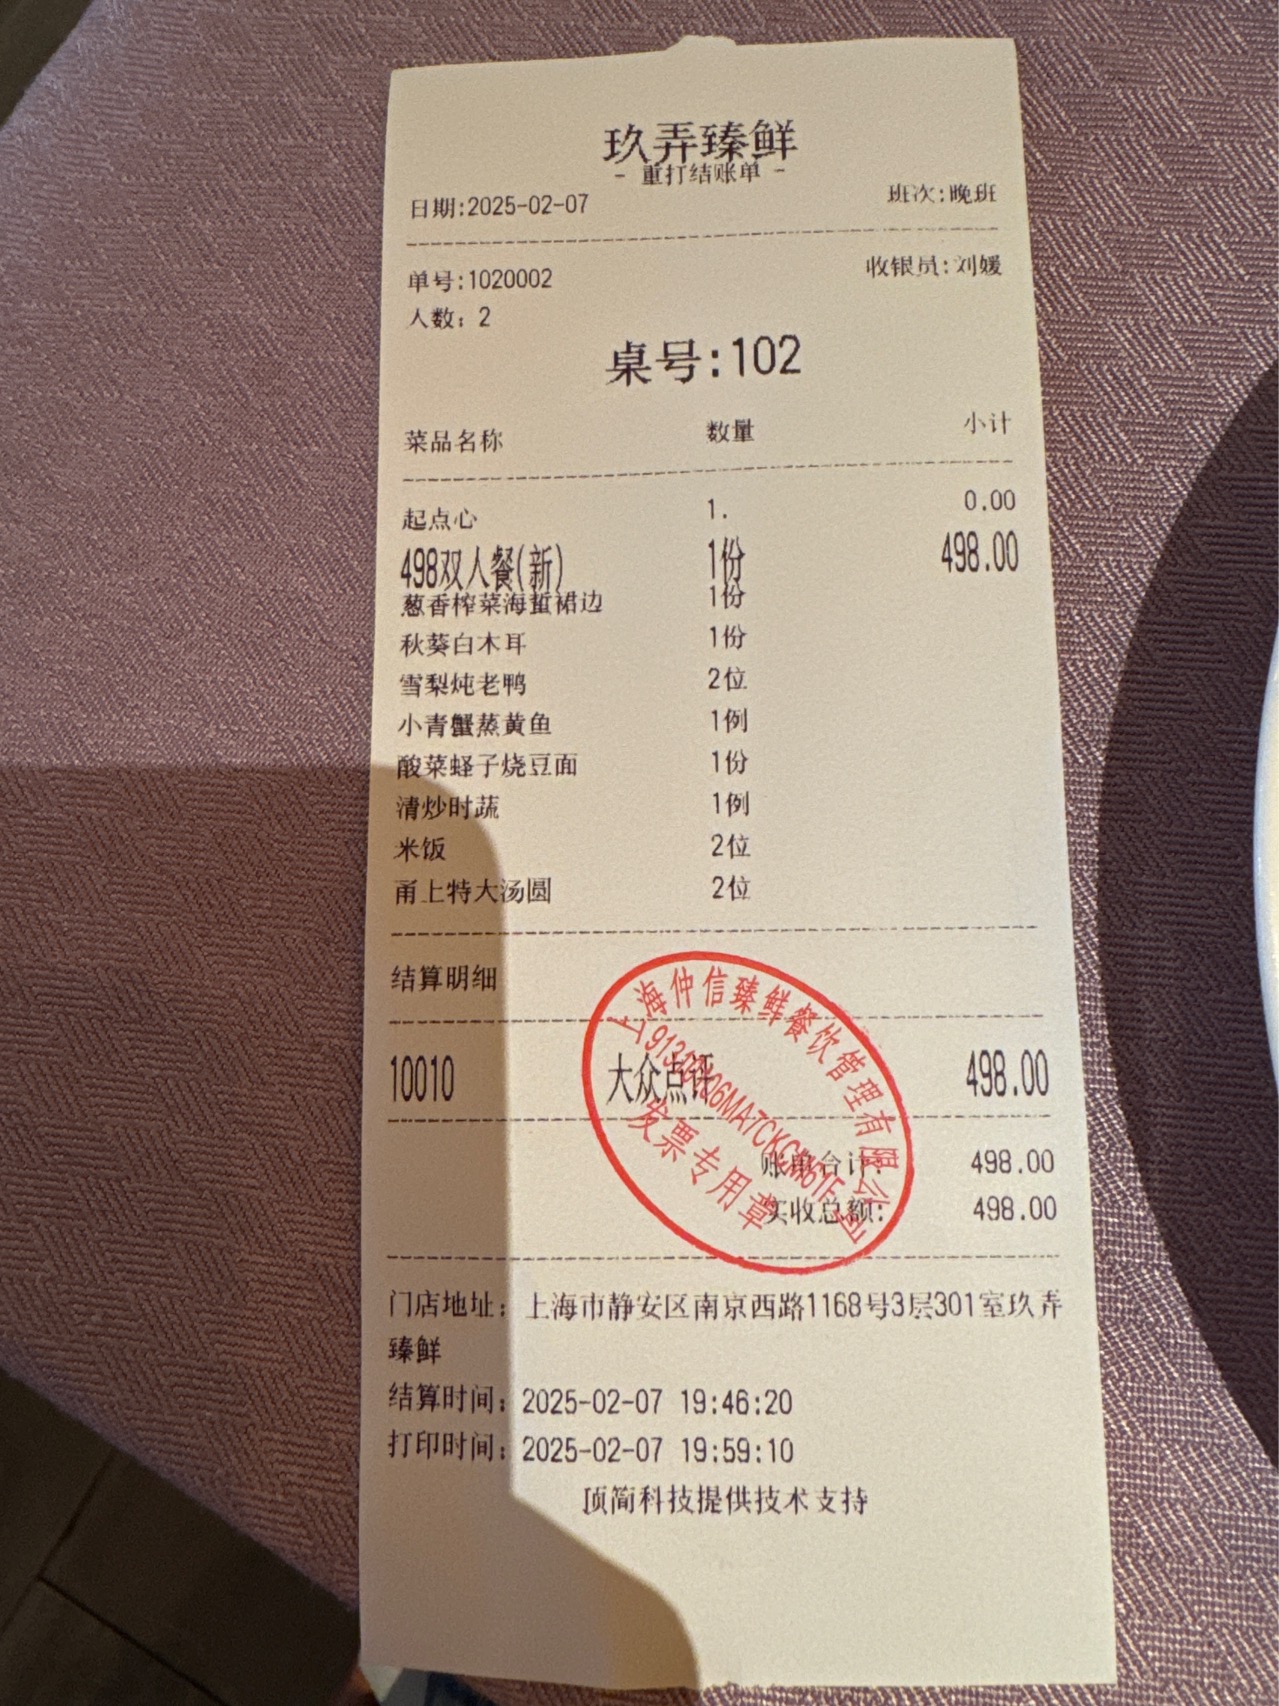 玖弄臻鲜
- 重打结账单 -
日期:2025-02-07 班次:晚班
单号:1020002 收银员:刘媛
人数: 2
桌号:102
菜品名称 数量 小计
起点心 1. 0.00
498双人餐(新) 1份 498.00
葱香榨菜海蜇裙边 1份
秋葵白木耳 1份
雪梨炖老鸭 2位
小青蟹蒸黄鱼 1例
酸菜蛏子烧豆面 1份
清炒时蔬 1例
米饭 2位
甬上特大汤圆 2位
结算明细
10010 大众点评 498.00
账单合计: 498.00
实收总额: 498.00
上海仲信臻鲜餐饮管理有限公司
发票专用章
门店地址: 上海市静安区南京西路1168号3层301室玖弄
臻鲜
结算时间: 2025-02-07 19:46:20
打印时间: 2025-02-07 19:59:10
顶简科技提供技术支持